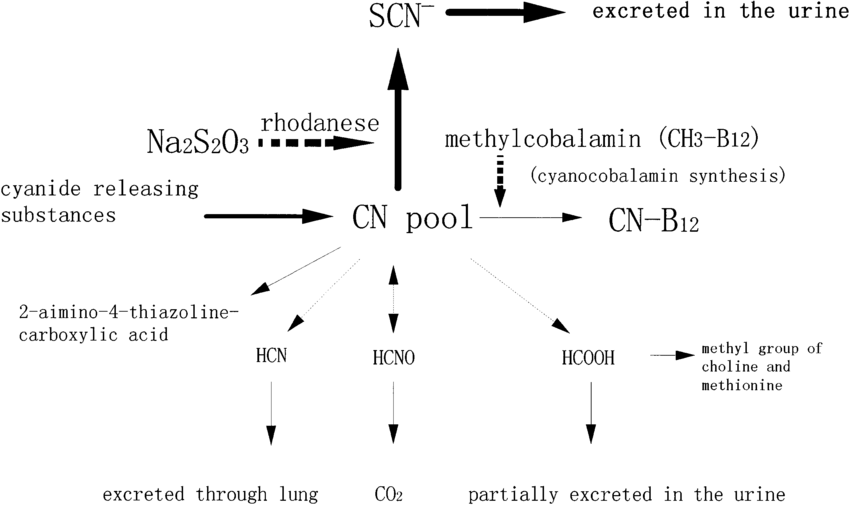 SCN⁻
excreted in the urine
Na2S2O3
rhodanese
methylcobalamin (CH3-B12)
(cyanocobalamin synthesis)
cyanide releasing
substances
CN pool
CN-B12
2-aimino-4-thiazoline-
carboxylic acid
HCN
HCNO
HCOOH
methyl group of
choline and
methionine
excreted through lung
CO2
partially excreted in the urine